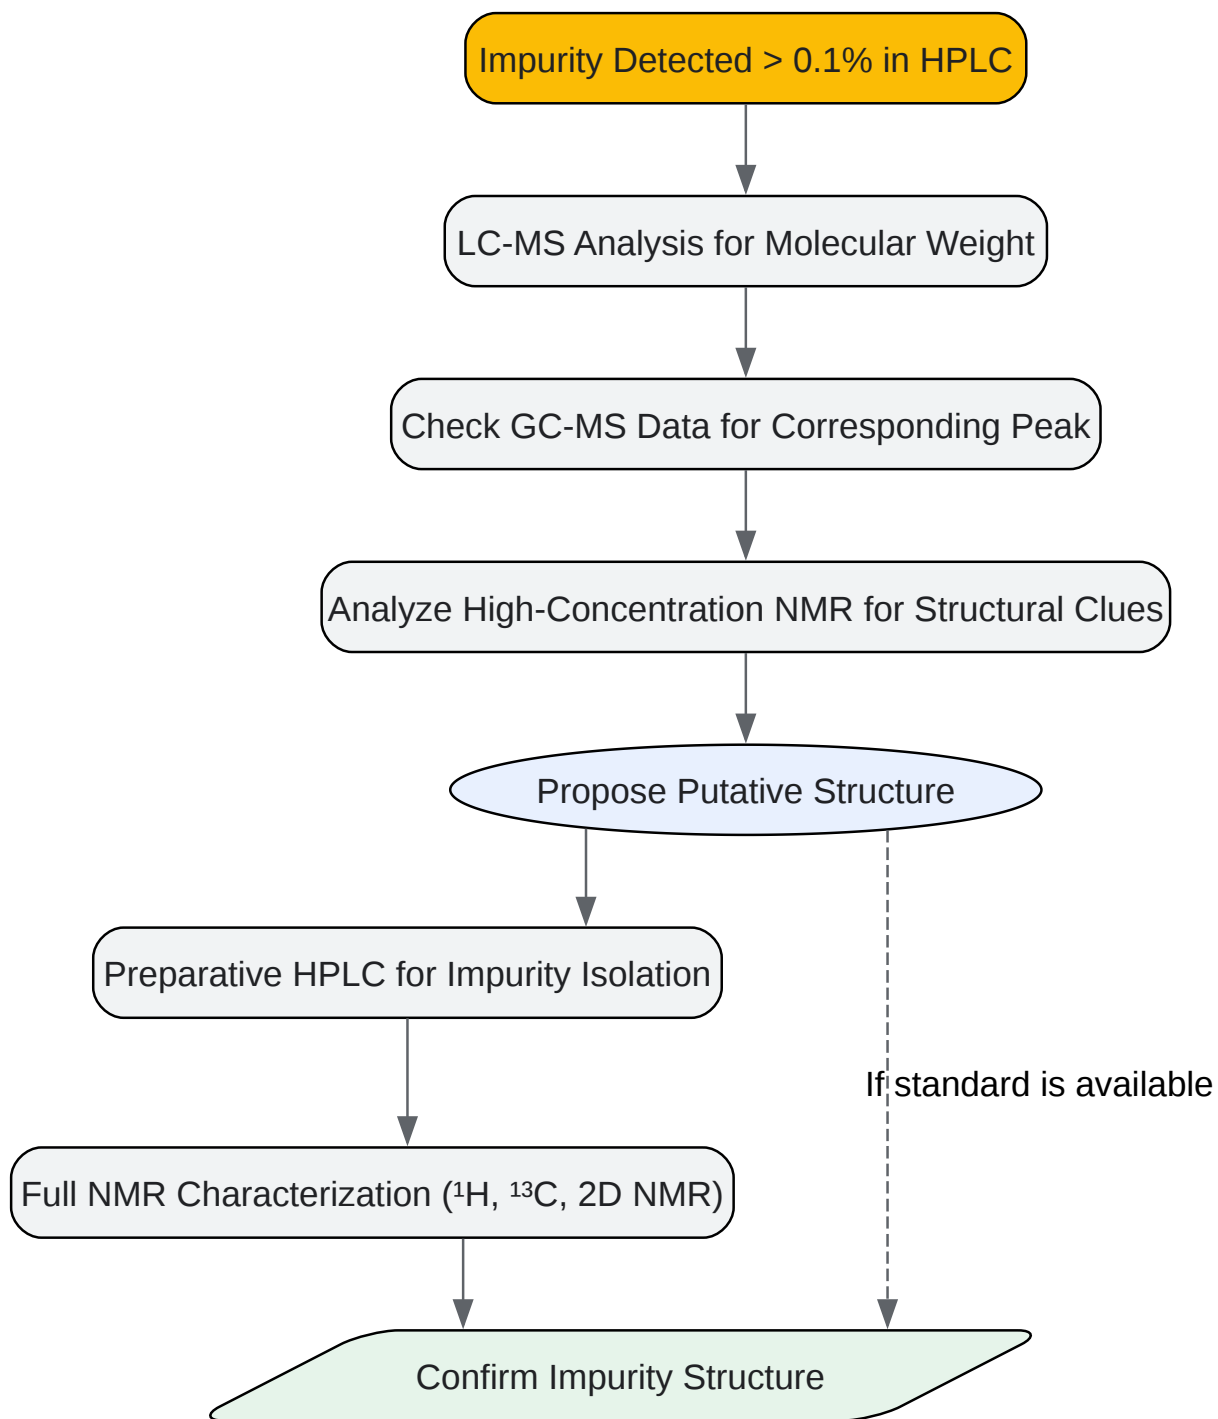 Impurity Detected > 0.1% in HPLC
LC-MS Analysis for Molecular Weight
Check GC-MS Data for Corresponding Peak
Analyze High-Concentration NMR for Structural Clues
Propose Putative Structure
Preparative HPLC for Impurity Isolation
If standard is available
Full NMR Characterization (¹H, ¹³C, 2D NMR)
Confirm Impurity Structure